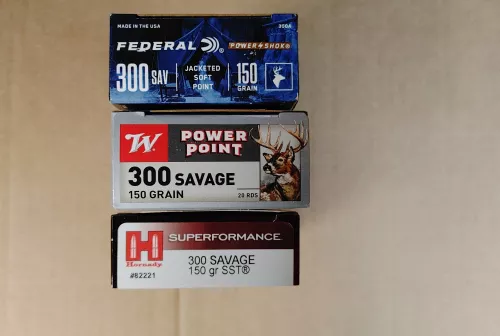 MADE IN THE USA 300A
FEDERAL POWER SHOK®
300 SAV JACKETED SOFT POINT 150 GRAIN
W POWER POINT
300 SAVAGE
150 GRAIN
20 RDS
H SUPERFORMANCE
Hornady 300 SAVAGE
#82221 150 gr SST®